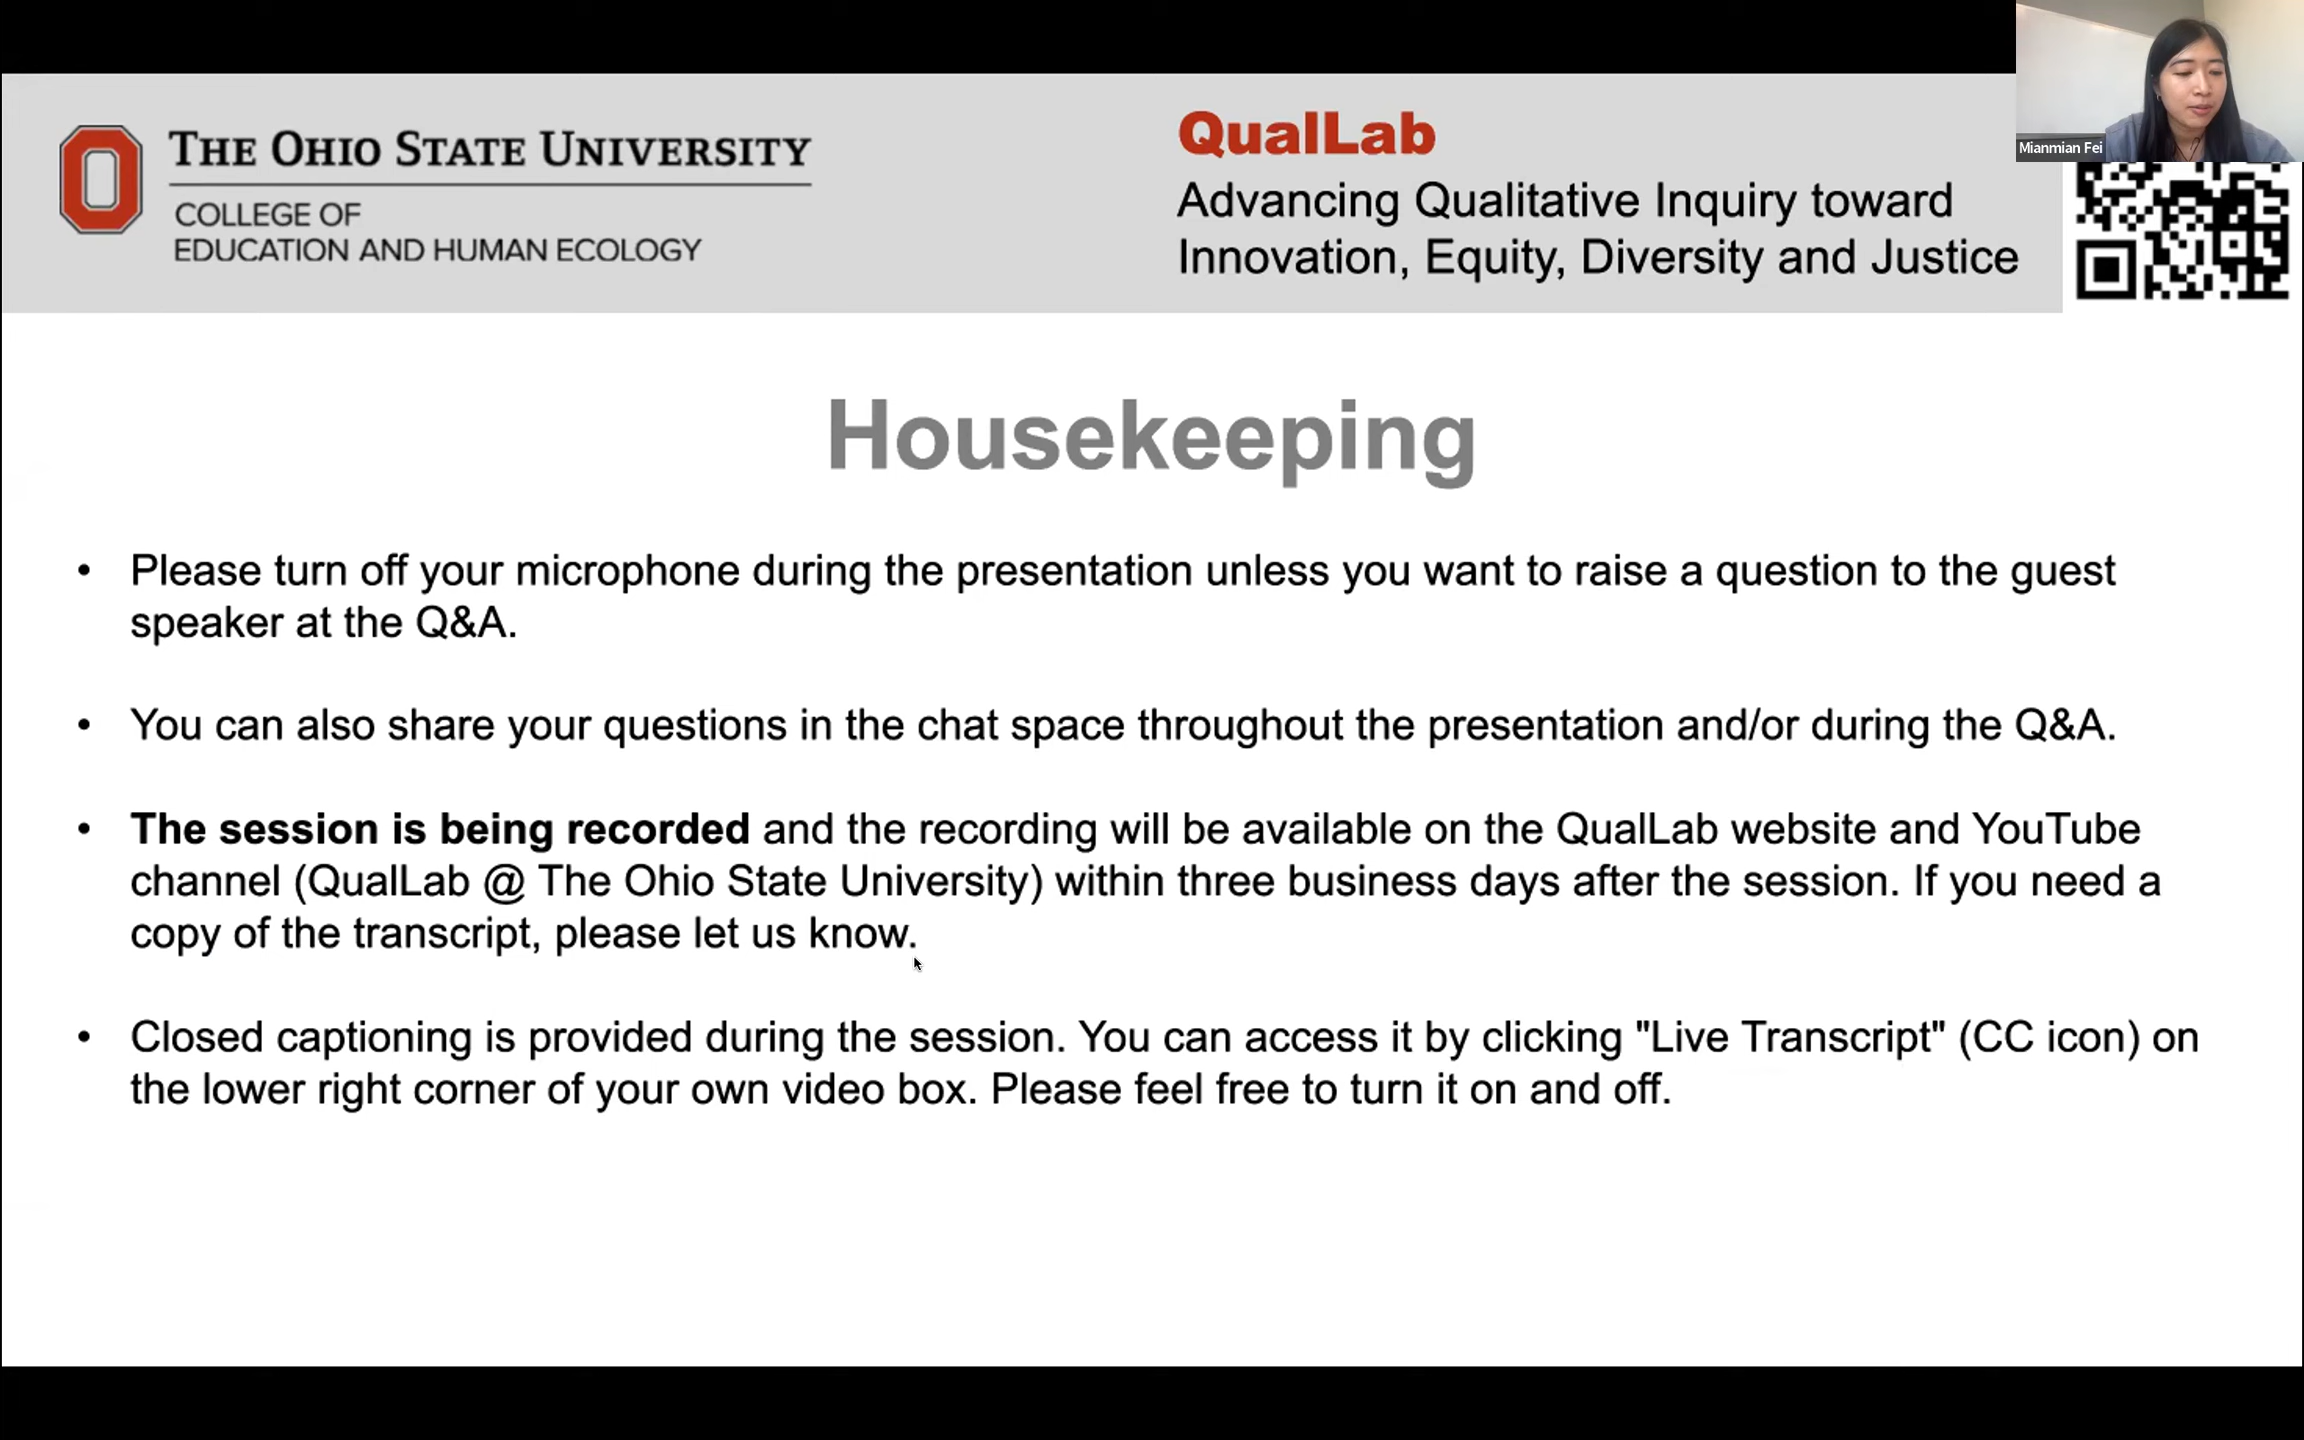 THE OHIO STATE UNIVERSITY
COLLEGE OF
EDUCATION AND HUMAN ECOLOGY
QualLab
Advancing Qualitative Inquiry toward
Innovation, Equity, Diversity and Justice
Mianmian Fei
Housekeeping
• Please turn off your microphone during the presentation unless you want to raise a question to the guest
speaker at the Q&A.
• You can also share your questions in the chat space throughout the presentation and/or during the Q&A.
• The session is being recorded and the recording will be available on the QualLab website and YouTube
channel (QualLab @ The Ohio State University) within three business days after the session. If you need a
copy of the transcript, please let us know.
• Closed captioning is provided during the session. You can access it by clicking "Live Transcript" (CC icon) on
the lower right corner of your own video box. Please feel free to turn it on and off.